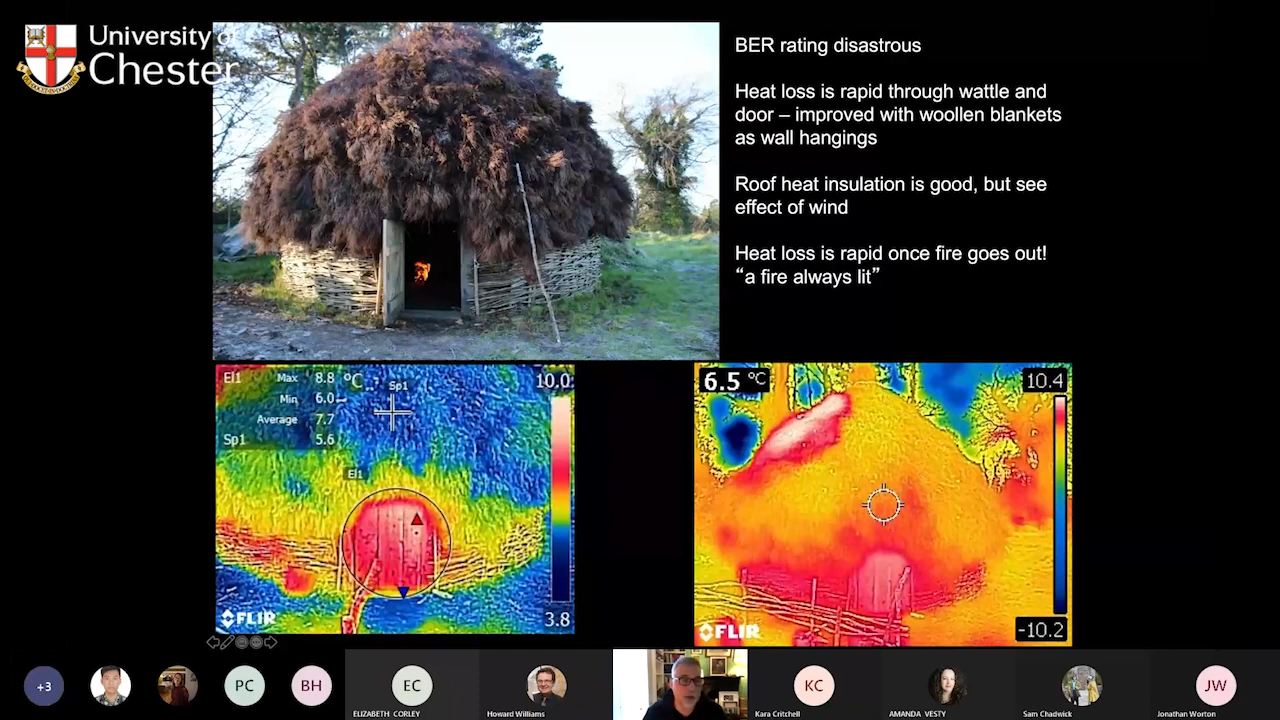 University of
Chester
BER rating disastrous
Heat loss is rapid through wattle and
door – improved with woollen blankets
as wall hangings
Roof heat insulation is good, but see
effect of wind
Heat loss is rapid once fire goes out!
“a fire always lit”
El1 Max 8.8 °C
Min 6.0
Average 7.7
Sp1 5.6
Sp1
10.0
El1
3.8
FLIR
6.5 °C
10.4
-10.2
FLIR
+3
PC
BH
EC
KC
JW
ELIZABETH CORLEY
Howard Williams
Kara Critchell
AMANDA VESTY
Sam Chadwick
Jonathan Worton